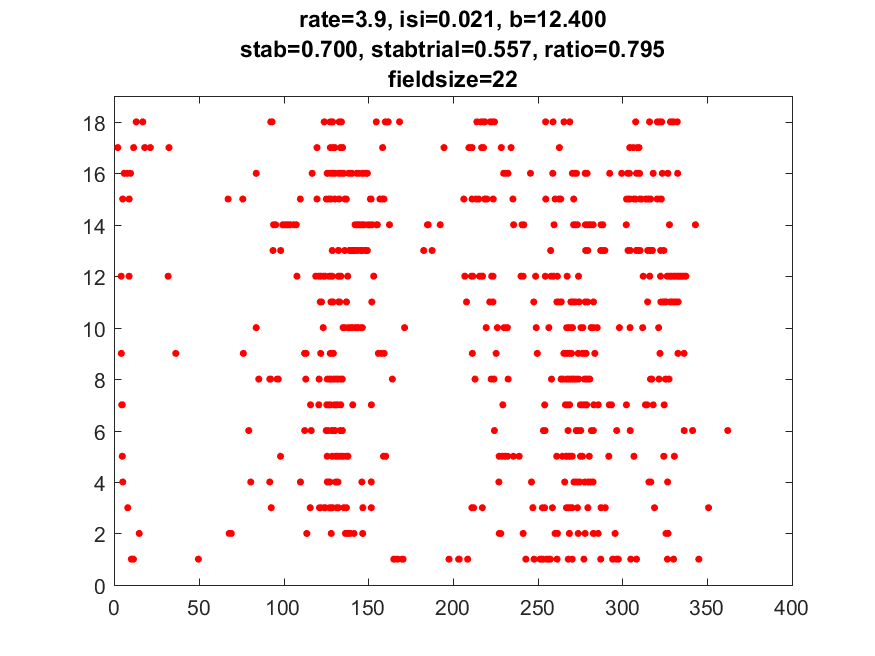 rate=3.9, isi=0.021, b=12.400
stab=0.700, stabtrial=0.557, ratio=0.795
fieldsize=22
18
16
14
12
10
8
6
4
2
0
0 50 100 150 200 250 300 350 400